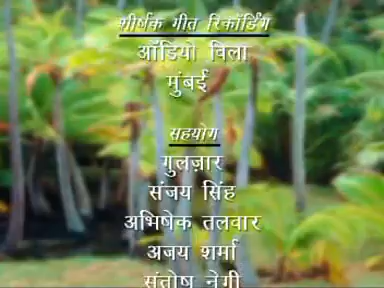 शीर्षक गीत रिकॉर्डिंग
ऑडियो विला
मुंबई
सहयोग
गुलज़ार
संजय सिंह
अभिषेक तलवार
अजय शर्मा
संतोष नेगी